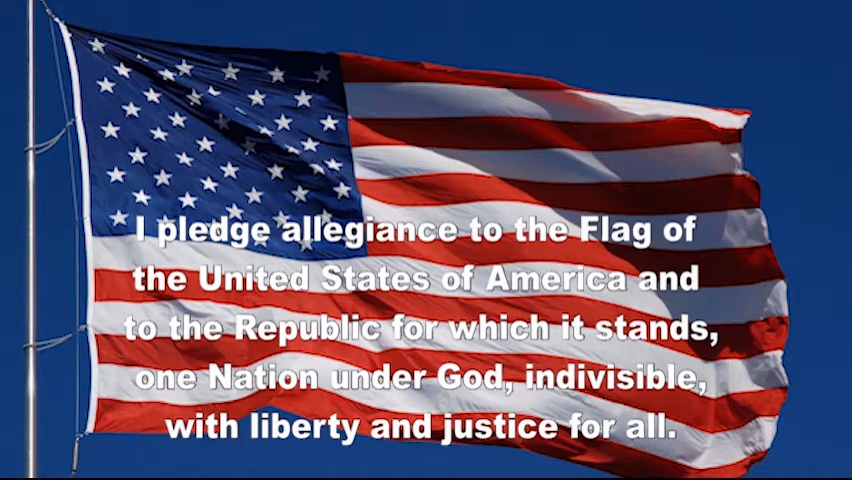 I pledge allegiance to the Flag of
the United States of America and
to the Republic for which it stands,
one Nation under God, indivisible,
with liberty and justice for all.